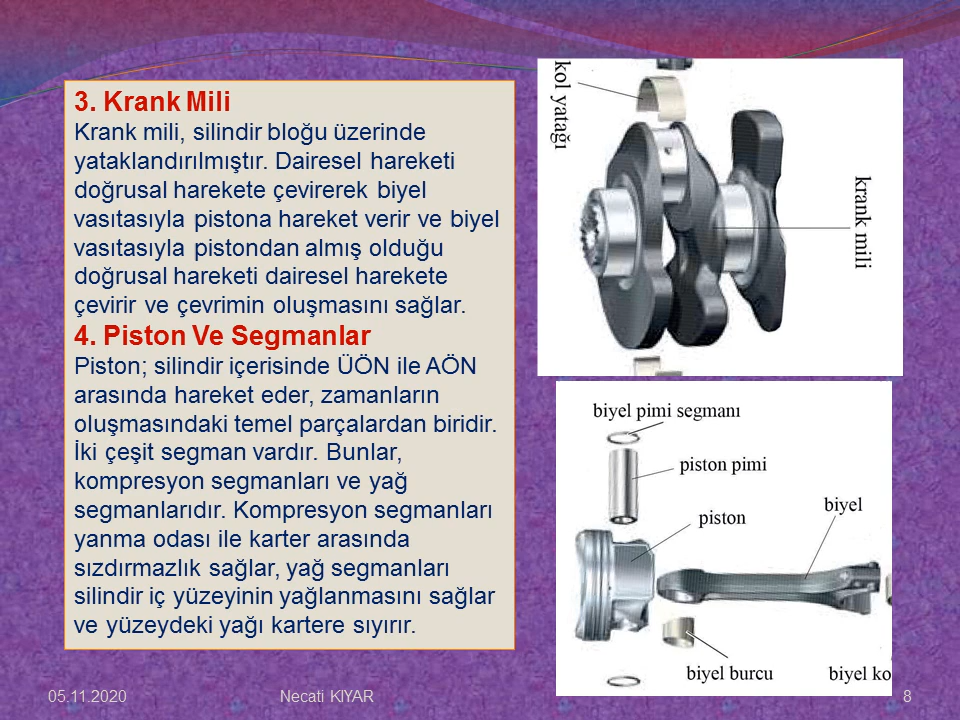 3. Krank Mili
Krank mili, silindir bloğu üzerinde
yataklandırılmıştır. Dairesel hareketi
doğrusal harekete çevirerek biyel
vasıtasıyla pistona hareket verir ve biyel
vasıtasıyla pistondan almış olduğu
doğrusal hareketi dairesel harekete
çevirir ve çevrimin oluşmasını sağlar.
4. Piston Ve Segmanlar
Piston; silindir içerisinde ÜÖN ile AÖN
arasında hareket eder, zamanların
oluşmasındaki temel parçalardan biridir.
İki çeşit segman vardır. Bunlar,
kompresyon segmanları ve yağ
segmanlarıdır. Kompresyon segmanları
yanma odası ile karter arasında
sızdırmazlık sağlar, yağ segmanları
silindir iç yüzeyinin yağlanmasını sağlar
ve yüzeydeki yağı kartere sıyırır.
kol yatağı
krank mili
biyel pimi segmanı
piston pimi
biyel
piston
biyel burcu
biyel ko
05.11.2020
Necati KIYAR
8